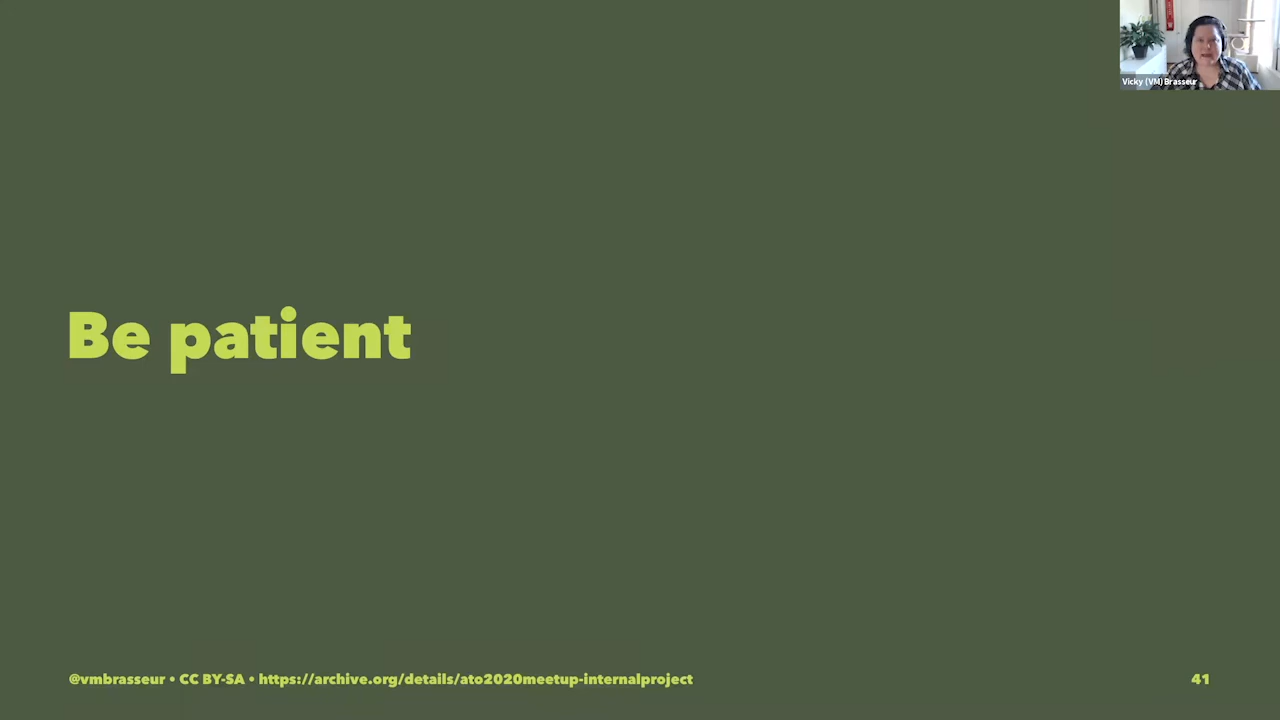 Vicky (VM) Brasseur
Be patient
@vmbrasseur • CC BY-SA • https://archive.org/details/ato2020meetup-internalproject
41